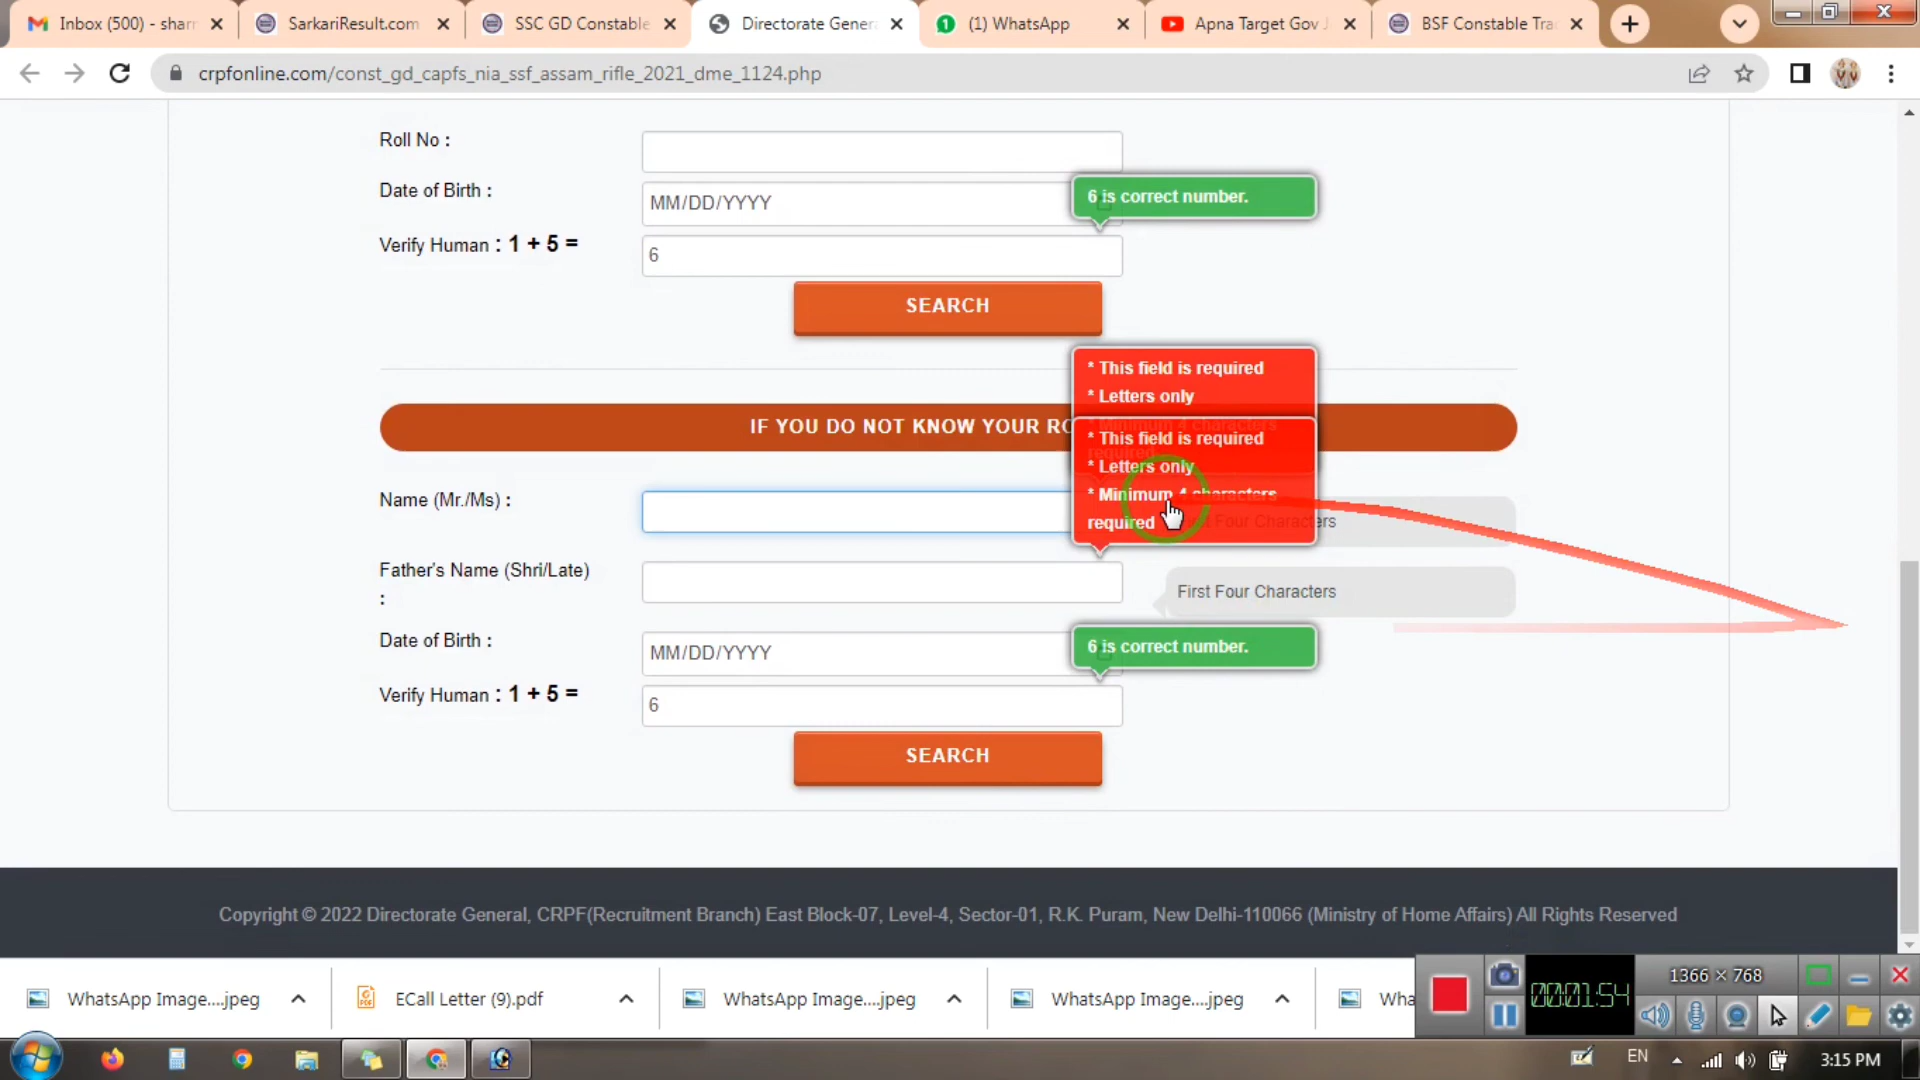 Inbox (500) - sharn
SarkariResult.com
SSC GD Constable
Directorate Genera
(1) WhatsApp
Apna Target Gov J
BSF Constable Tra
crpfonline.com/const_gd_capfs_nia_ssf_assam_rifle_2021_dme_1124.php
Roll No :
Date of Birth :
MM/DD/YYYY
6 is correct number.
Verify Human : 1 + 5 =
6
SEARCH
* This field is required
* Letters only
IF YOU DO NOT KNOW YOUR RO
* This field is required
* Letters only
* Minimum 4 characters
required
Name (Mr./Ms) :
Father's Name (Shri/Late)
:
First Four Characters
Date of Birth :
MM/DD/YYYY
6 is correct number.
Verify Human : 1 + 5 =
6
SEARCH
Copyright © 2022 Directorate General, CRPF(Recruitment Branch) East Block-07, Level-4, Sector-01, R.K. Puram, New Delhi-110066 (Ministry of Home Affairs) All Rights Reserved
WhatsApp Image....jpeg
ECall Letter (9).pdf
WhatsApp Image....jpeg
WhatsApp Image....jpeg
Wha
1366 × 768
00:01:54
EN
3:15 PM